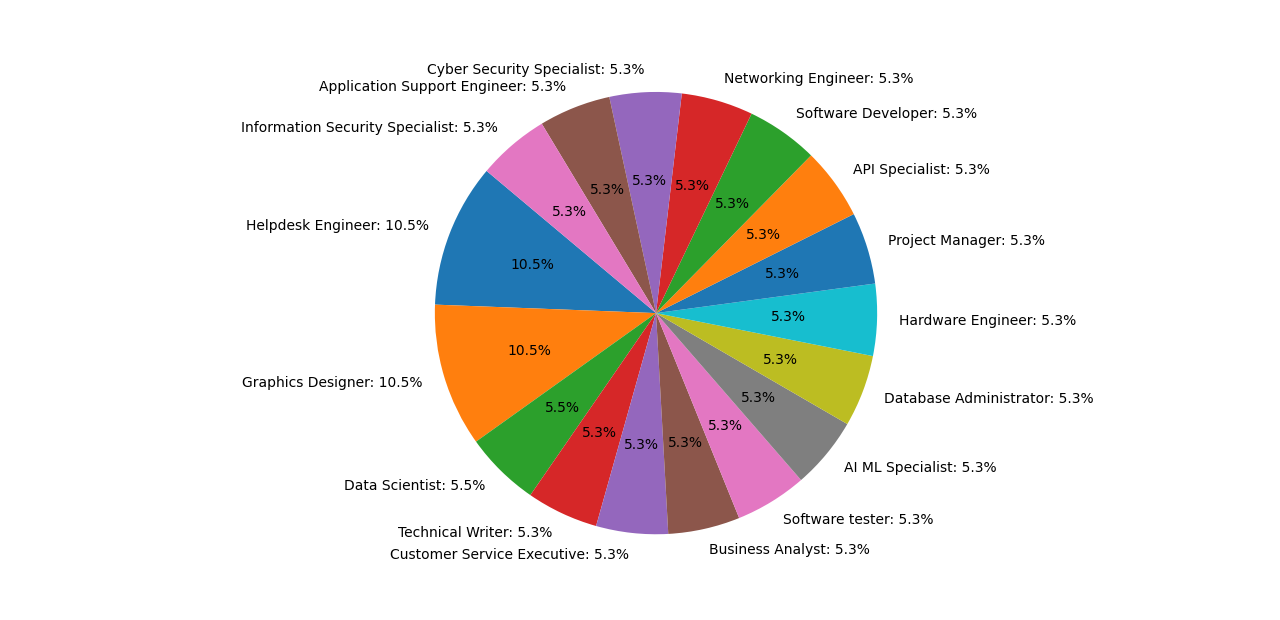 Cyber Security Specialist: 5.3%
Networking Engineer: 5.3%
Application Support Engineer: 5.3%
Software Developer: 5.3%
Information Security Specialist: 5.3%
API Specialist: 5.3%
Helpdesk Engineer: 10.5%
Project Manager: 5.3%
Graphics Designer: 10.5%
Hardware Engineer: 5.3%
Data Scientist: 5.5%
Database Administrator: 5.3%
Technical Writer: 5.3%
AI ML Specialist: 5.3%
Customer Service Executive: 5.3%
Software tester: 5.3%
Business Analyst: 5.3%
5.3%
5.3%
5.3%
5.3%
5.3%
5.3%
10.5%
5.3%
5.3%
10.5%
5.3%
5.5%
5.3%
5.3%
5.3%
5.3%
5.3%
5.3%